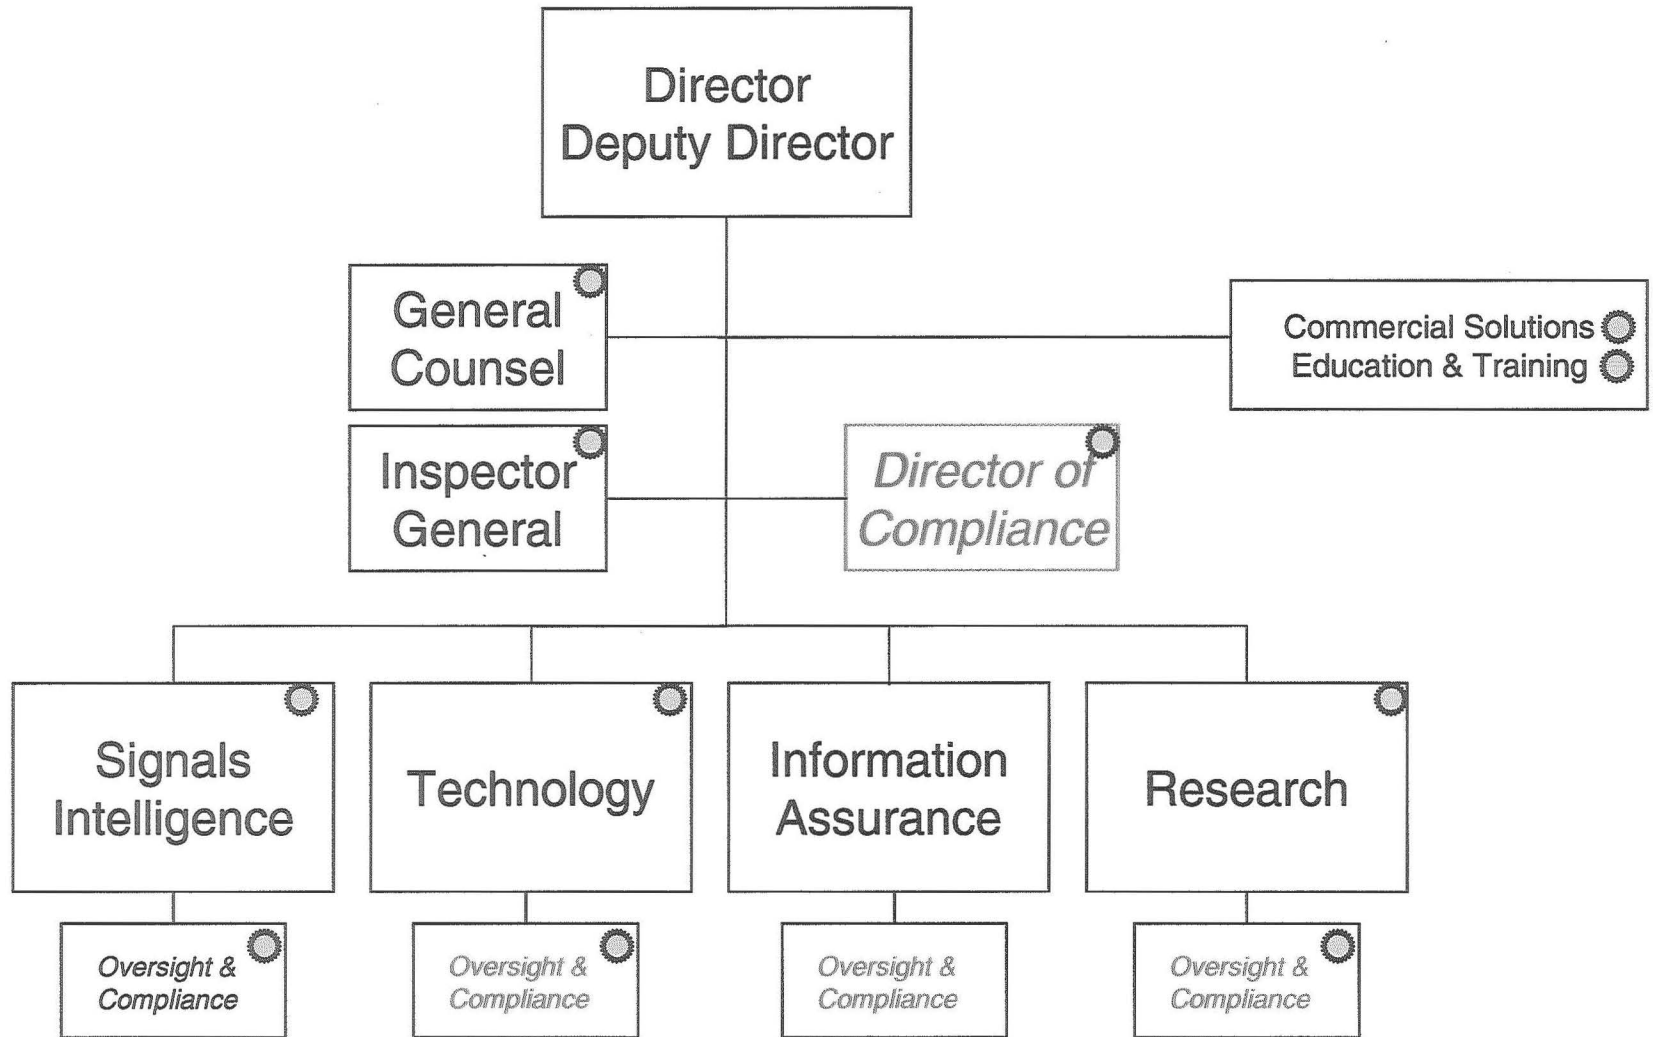 Director
Deputy Director
General
Counsel
Commercial Solutions
Education & Training
Inspector
General
Director of
Compliance
Signals
Intelligence
Technology
Information
Assurance
Research
Oversight &
Compliance
Oversight &
Compliance
Oversight &
Compliance
Oversight &
Compliance